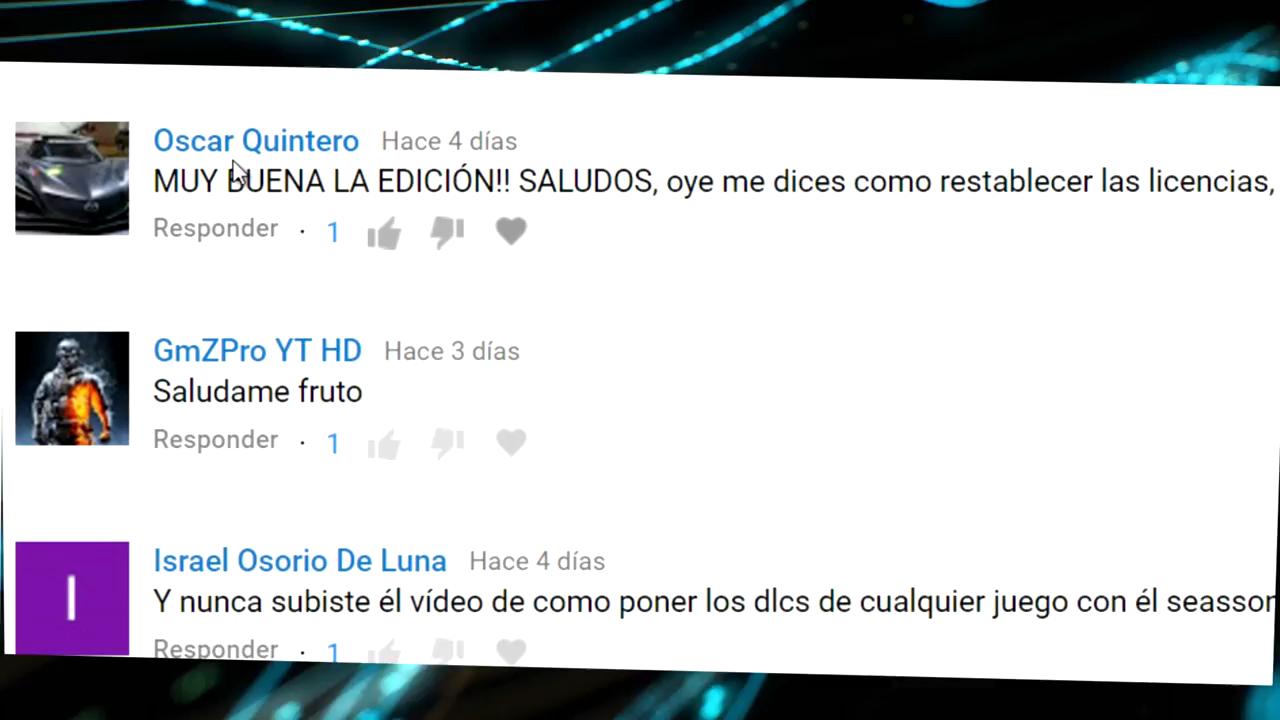 Oscar Quintero Hace 4 días
MUY BUENA LA EDICIÓN!! SALUDOS, oye me dices como restablecer las licencias,
Responder · 1
GmZPro YT HD Hace 3 días
Saludame fruto
Responder · 1
I
Israel Osorio De Luna Hace 4 días
Y nunca subiste él vídeo de como poner los dlcs de cualquier juego con él seasson
Responder · 1